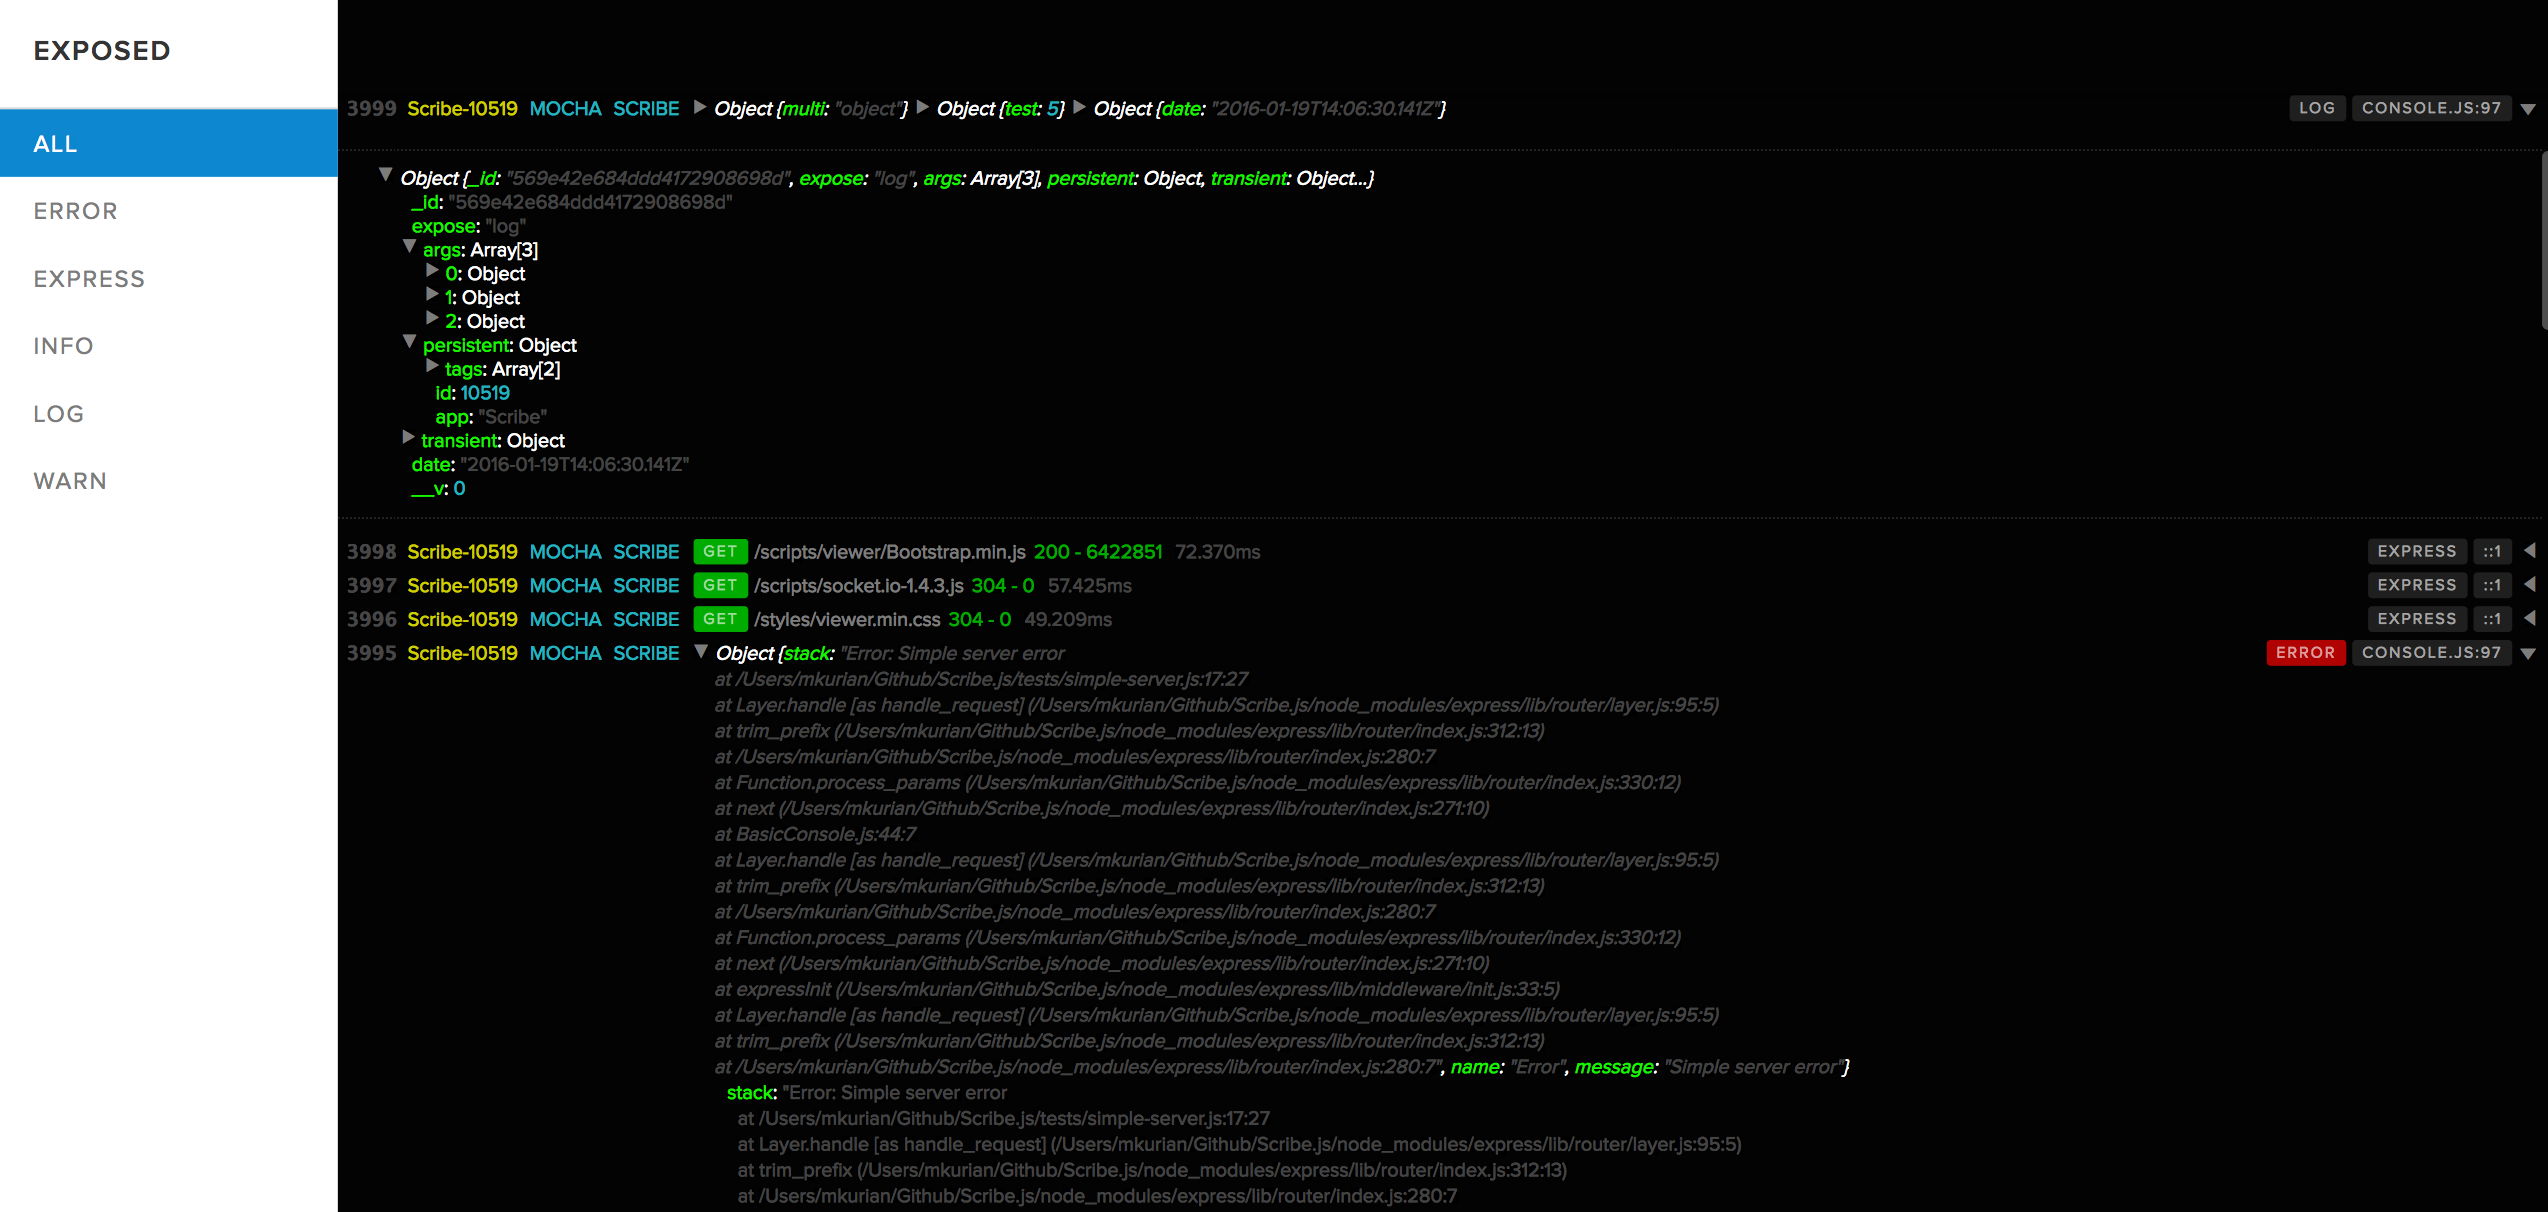 EXPOSED
ALL
ERROR
EXPRESS
INFO
LOG
WARN
3999 Scribe-10519 MOCHA SCRIBE ▶ Object {multi: "object"} ▶ Object {test: 5} ▶ Object {date: "2016-01-19T14:06:30.141Z"} LOG CONSOLE.JS:97 ▼
▼ Object {_id: "569e42e684ddd4172908698d", expose: "log", args: Array[3], persistent: Object, transient: Object...}
_id: "569e42e684ddd4172908698d"
expose: "log"
▼ args: Array[3]
▶ 0: Object
▶ 1: Object
▶ 2: Object
▼ persistent: Object
▶ tags: Array[2]
id: 10519
app: "Scribe"
▶ transient: Object
date: "2016-01-19T14:06:30.141Z"
__v: 0
3998 Scribe-10519 MOCHA SCRIBE GET /scripts/viewer/Bootstrap.min.js 200 - 6422851 72.370ms EXPRESS ::1 ◀
3997 Scribe-10519 MOCHA SCRIBE GET /scripts/socket.io-1.4.3.js 304 - 0 57.425ms EXPRESS ::1 ◀
3996 Scribe-10519 MOCHA SCRIBE GET /styles/viewer.min.css 304 - 0 49.209ms EXPRESS ::1 ◀
3995 Scribe-10519 MOCHA SCRIBE ▼ Object {stack: "Error: Simple server error ERROR CONSOLE.JS:97 ▼
at /Users/mkurian/Github/Scribe.js/tests/simple-server.js:17:27
at Layer.handle [as handle_request] (/Users/mkurian/Github/Scribe.js/node_modules/express/lib/router/layer.js:95:5)
at trim_prefix (/Users/mkurian/Github/Scribe.js/node_modules/express/lib/router/index.js:312:13)
at /Users/mkurian/Github/Scribe.js/node_modules/express/lib/router/index.js:280:7
at Function.process_params (/Users/mkurian/Github/Scribe.js/node_modules/express/lib/router/index.js:330:12)
at next (/Users/mkurian/Github/Scribe.js/node_modules/express/lib/router/index.js:271:10)
at BasicConsole.js:44:7
at Layer.handle [as handle_request] (/Users/mkurian/Github/Scribe.js/node_modules/express/lib/router/layer.js:95:5)
at trim_prefix (/Users/mkurian/Github/Scribe.js/node_modules/express/lib/router/index.js:312:13)
at /Users/mkurian/Github/Scribe.js/node_modules/express/lib/router/index.js:280:7
at Function.process_params (/Users/mkurian/Github/Scribe.js/node_modules/express/lib/router/index.js:330:12)
at next (/Users/mkurian/Github/Scribe.js/node_modules/express/lib/router/index.js:271:10)
at expressInit (/Users/mkurian/Github/Scribe.js/node_modules/express/lib/middleware/init.js:33:5)
at Layer.handle [as handle_request] (/Users/mkurian/Github/Scribe.js/node_modules/express/lib/router/layer.js:95:5)
at trim_prefix (/Users/mkurian/Github/Scribe.js/node_modules/express/lib/router/index.js:312:13)
at /Users/mkurian/Github/Scribe.js/node_modules/express/lib/router/index.js:280:7", name: "Error", message: "Simple server error"}
stack: "Error: Simple server error
at /Users/mkurian/Github/Scribe.js/tests/simple-server.js:17:27
at Layer.handle [as handle_request] (/Users/mkurian/Github/Scribe.js/node_modules/express/lib/router/layer.js:95:5)
at trim_prefix (/Users/mkurian/Github/Scribe.js/node_modules/express/lib/router/index.js:312:13)
at /Users/mkurian/Github/Scribe.js/node_modules/express/lib/router/index.js:280:7